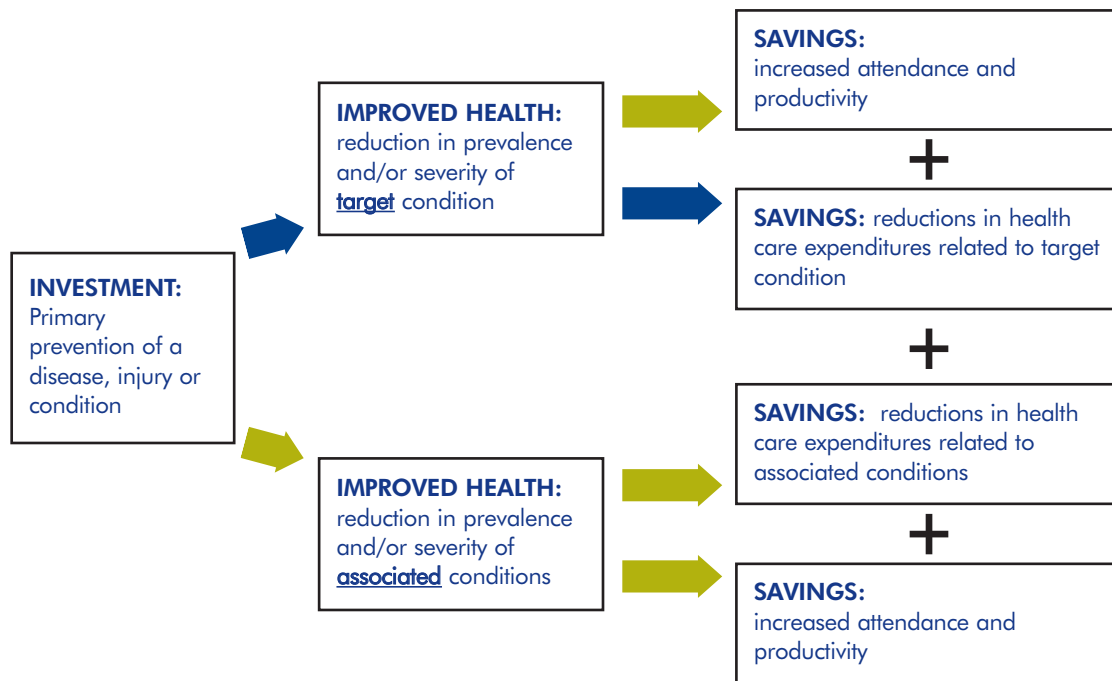 INVESTMENT:
Primary
prevention of a
disease, injury or
condition
IMPROVED HEALTH:
reduction in prevalence
and/or severity of
target condition
IMPROVED HEALTH:
reduction in prevalence
and/or severity of
associated conditions
SAVINGS:
increased attendance and
productivity
+
SAVINGS: reductions in health
care expenditures related to target
condition
+
SAVINGS: reductions in health
care expenditures related to
associated conditions
+
SAVINGS:
increased attendance and
productivity